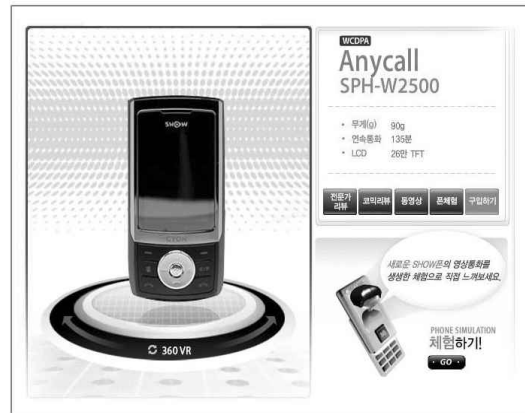 SHOW
CYON
360 VR
WCDPA
Anycall
SPH-W2500
• 무게(g) 90g
• 연속통화 135분
• LCD 26만 TFT
전문가 리뷰
코믹리뷰
동영상
폰체험
구입하기
새로운 SHOW폰의 영상통화를
생생한 체험으로 직접 느껴보세요.
PHONE SIMULATION
체험하기!
GO